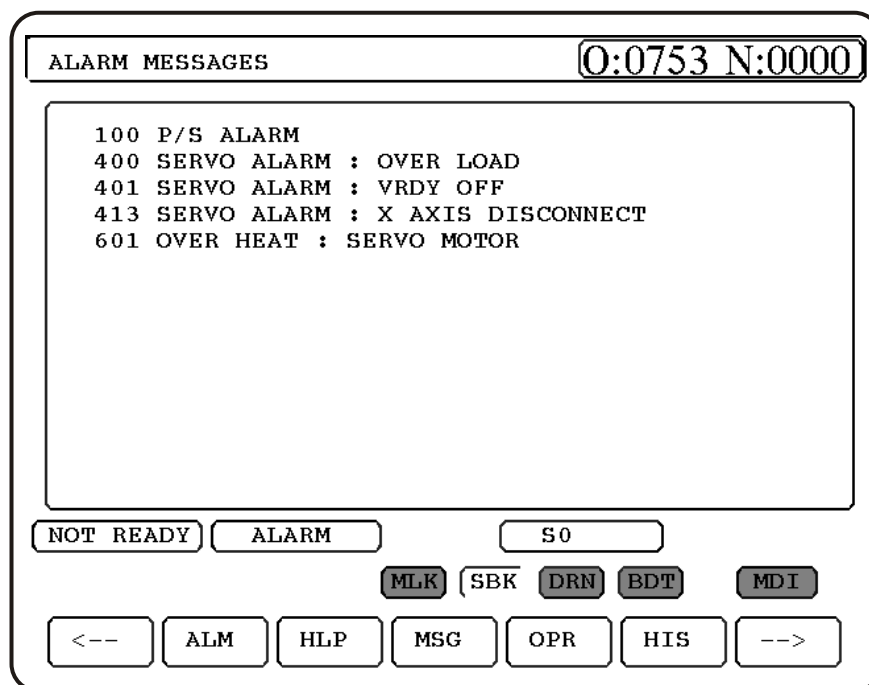 ALARM MESSAGES O:0753 N:0000
100 P/S ALARM
400 SERVO ALARM : OVER LOAD
401 SERVO ALARM : VRDY OFF
413 SERVO ALARM : X AXIS DISCONNECT
601 OVER HEAT : SERVO MOTOR
NOT READY ALARM S0
MLK SBK DRN BDT MDI
<-- ALM HLP MSG OPR HIS -->